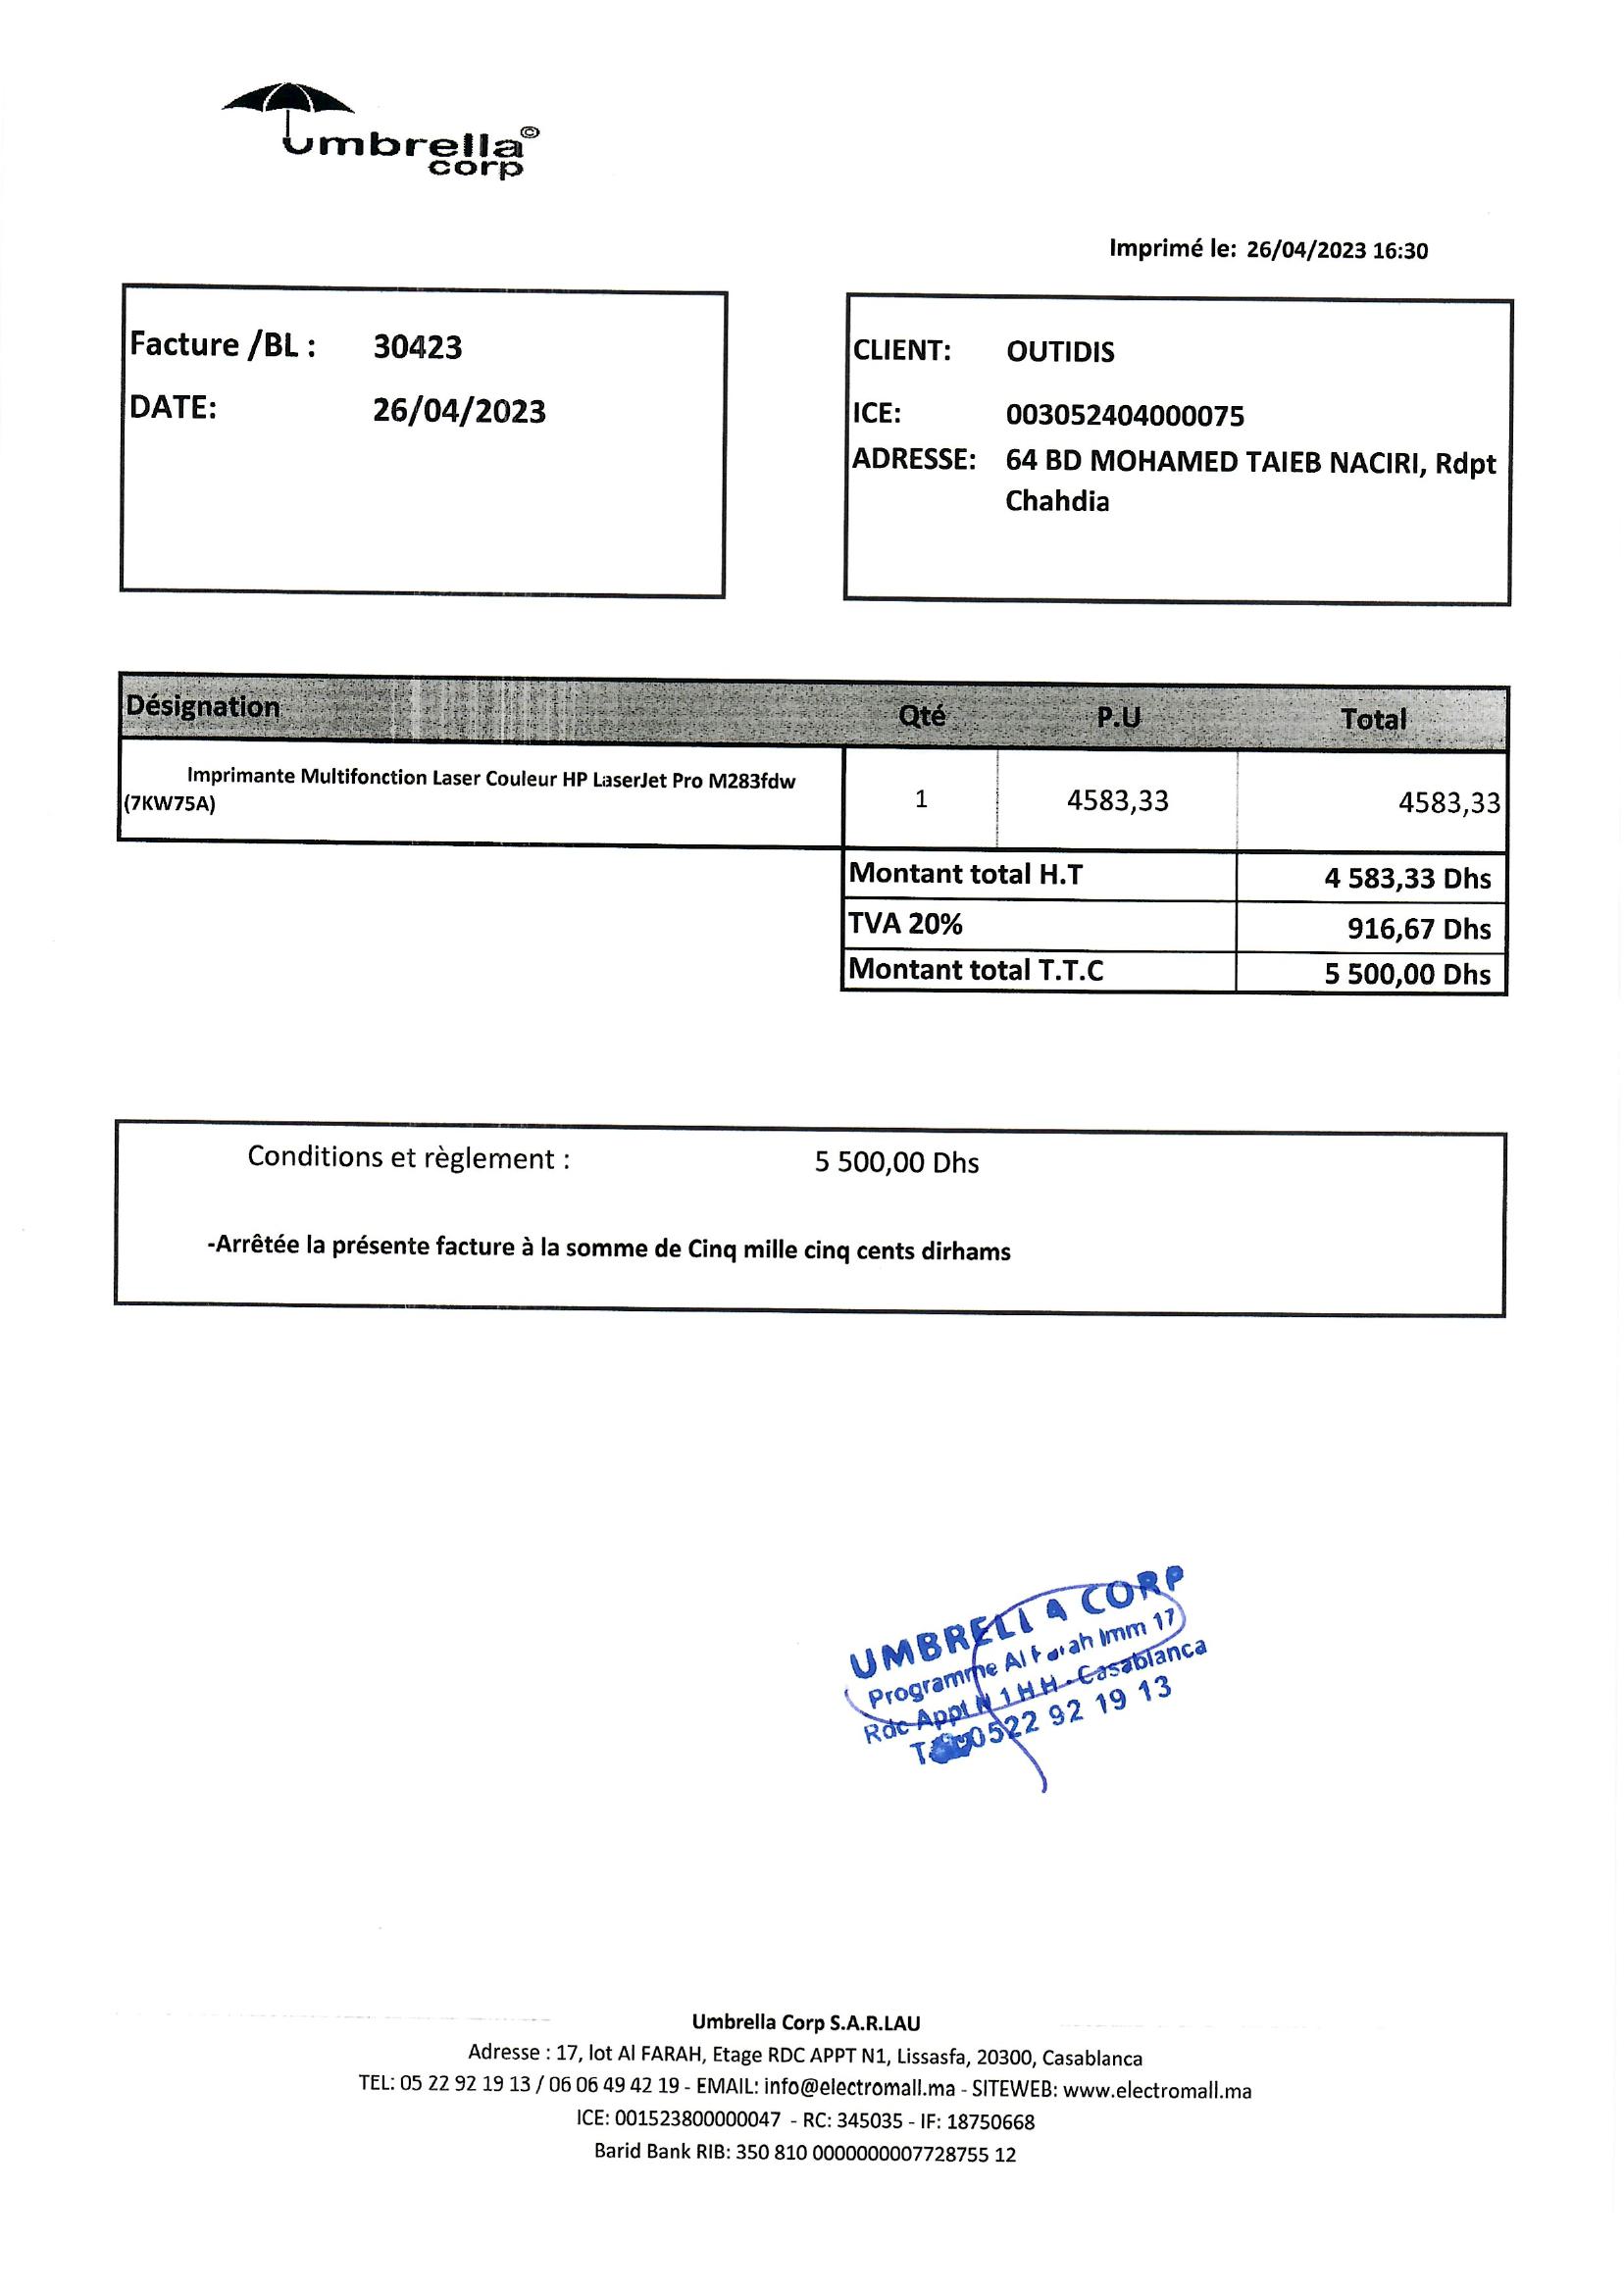 umbrella©
corp
Imprimé le: 26/04/2023 16:30
Facture /BL : 30423
DATE: 26/04/2023
CLIENT: OUTIDIS
ICE: 003052404000075
ADRESSE: 64 BD MOHAMED TAIEB NACIRI, Rdpt
Chahdia
Désignation Qté P.U Total
Imprimante Multifonction Laser Couleur HP LaserJet Pro M283fdw
(7KW75A) 1 4583,33 4583,33
Montant total H.T 4 583,33 Dhs
TVA 20% 916,67 Dhs
Montant total T.T.C 5 500,00 Dhs
Conditions et règlement : 5 500,00 Dhs
-Arrêtée la présente facture à la somme de Cinq mille cinq cents dirhams
UMBRELLA CORP
Programme Al Farah Imm 17
Rdc Appt N 1 H H - Casablanca
0522 92 19 13
Umbrella Corp S.A.R.LAU
Adresse : 17, lot Al FARAH, Etage RDC APPT N1, Lissasfa, 20300, Casablanca
TEL: 05 22 92 19 13 / 06 06 49 42 19 - EMAIL: info@electromall.ma - SITEWEB: www.electromall.ma
ICE: 001523800000047 - RC: 345035 - IF: 18750668
Barid Bank RIB: 350 810 0000000007728755 12